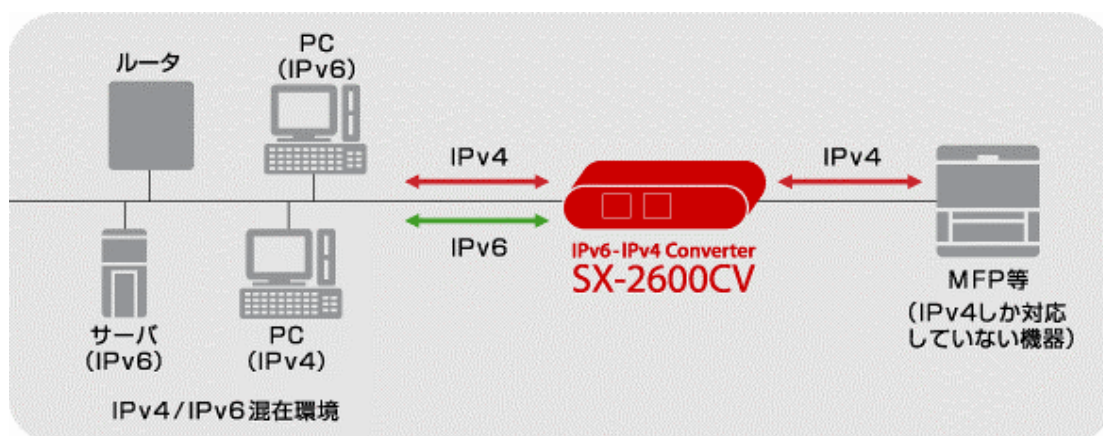 ルータ
PC
(IPv6)
IPv4
IPv6
IPv4
IPv6-IPv4 Converter
SX-2600CV
MFP等
(IPv4しか対応
していない機器)
サーバ
(IPv6)
PC
(IPv4)
IPv4/IPv6混在環境